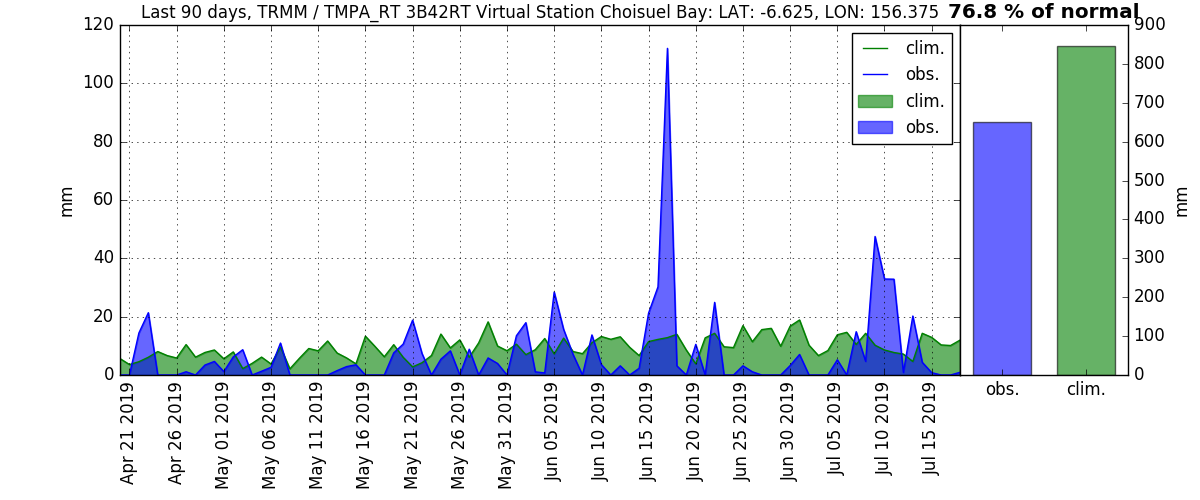 Last 90 days, TRMM / TMPA_RT 3B42RT Virtual Station Choisuel Bay: LAT: -6.625, LON: 156.375
76.8 % of normal
mm
120
100
80
60
40
20
0
clim.
obs.
clim.
obs.
Apr 21 2019
Apr 26 2019
May 01 2019
May 06 2019
May 11 2019
May 16 2019
May 21 2019
May 26 2019
May 31 2019
Jun 05 2019
Jun 10 2019
Jun 15 2019
Jun 20 2019
Jun 25 2019
Jun 30 2019
Jul 05 2019
Jul 10 2019
Jul 15 2019
900
800
700
600
500
400
300
200
100
0
mm
obs.
clim.